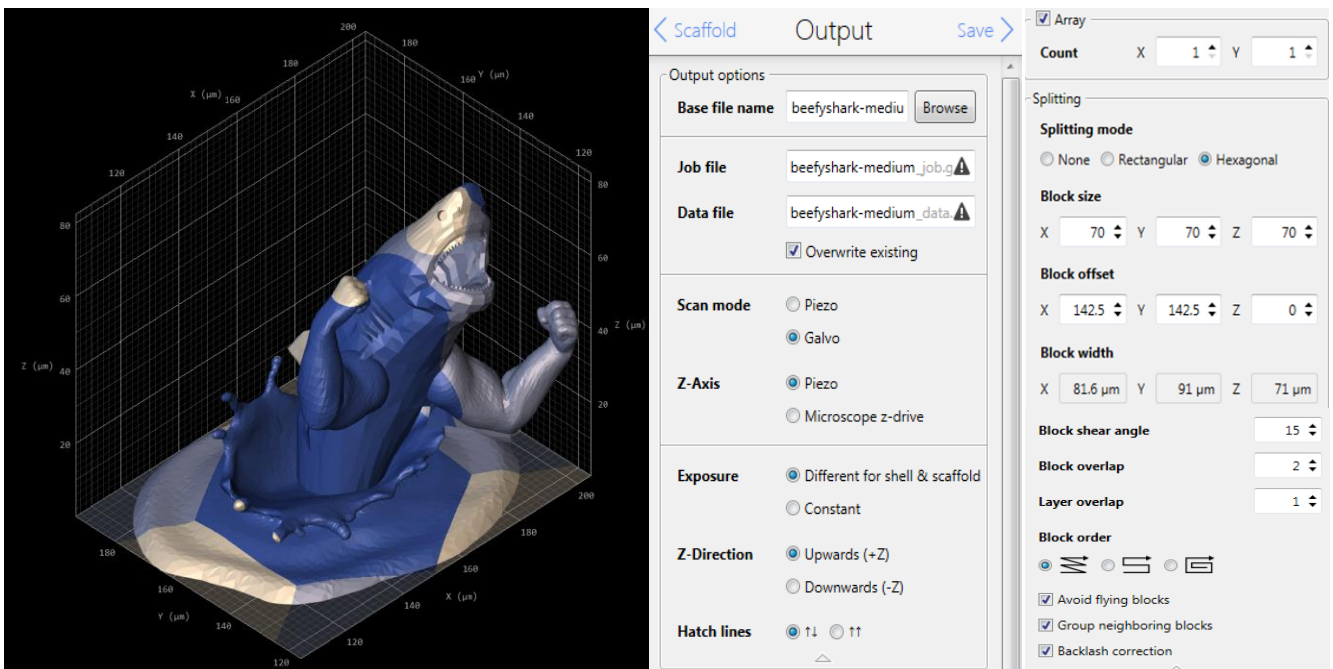 200
180
180
160 Y (μm)
X (μm) 160
140
140
120
120
80
80
60
60
40 Z (μm)
Z (μm) 40
20
20
200
180
180
160
160
X (μm)
Y (μm)
140
140
120
120
Scaffold Output Save
Output options
Base file name beefyshark-mediu Browse
Job file beefyshark-medium_job.g
Data file beefyshark-medium_data.
Overwrite existing
Scan mode Piezo
Galvo
Z-Axis Piezo
Microscope z-drive
Exposure Different for shell & scaffold
Constant
Z-Direction Upwards (+Z)
Downwards (-Z)
Hatch lines ↑↓ ↑↑
Array
Count X 1 Y 1
Splitting
Splitting mode
None Rectangular Hexagonal
Block size
X 70 Y 70 Z 70
Block offset
X 142.5 Y 142.5 Z 0
Block width
X 81.6 μm Y 91 μm Z 71 μm
Block shear angle 15
Block overlap 2
Layer overlap 1
Block order
Avoid flying blocks
Group neighboring blocks
Backlash correction